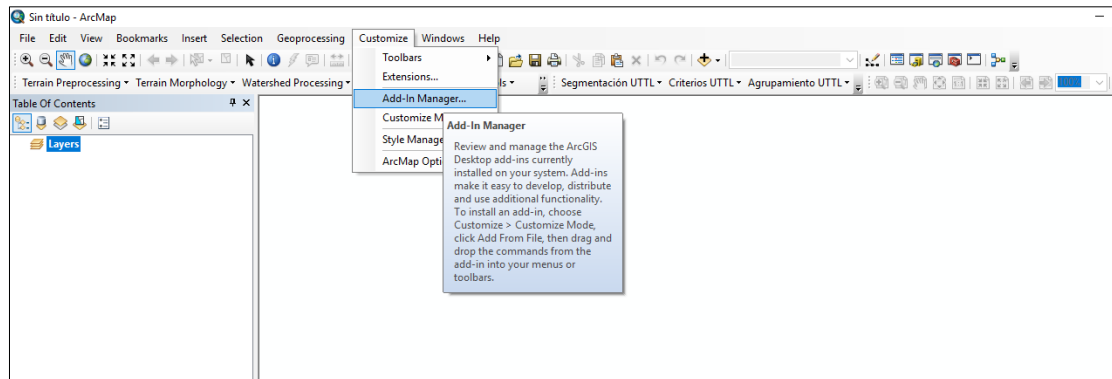 Sin título - ArcMap
File Edit View Bookmarks Insert Selection Geoprocessing Customize Windows Help
Terrain Preprocessing Terrain Morphology Watershed Processing ls Segmentación UTTL Criterios UTTL Agrupamiento UTTL
Table Of Contents
Layers
Toolbars
Extensions...
Add-In Manager...
Customize M
Style Manage
ArcMap Opti
Add-In Manager
Review and manage the ArcGIS
Desktop add-ins currently
installed on your system. Add-ins
make it easy to develop, distribute
and use additional functionality.
To install an add-in, choose
Customize > Customize Mode,
click Add From File, then drag and
drop the commands from the
add-in into your menus or
toolbars.